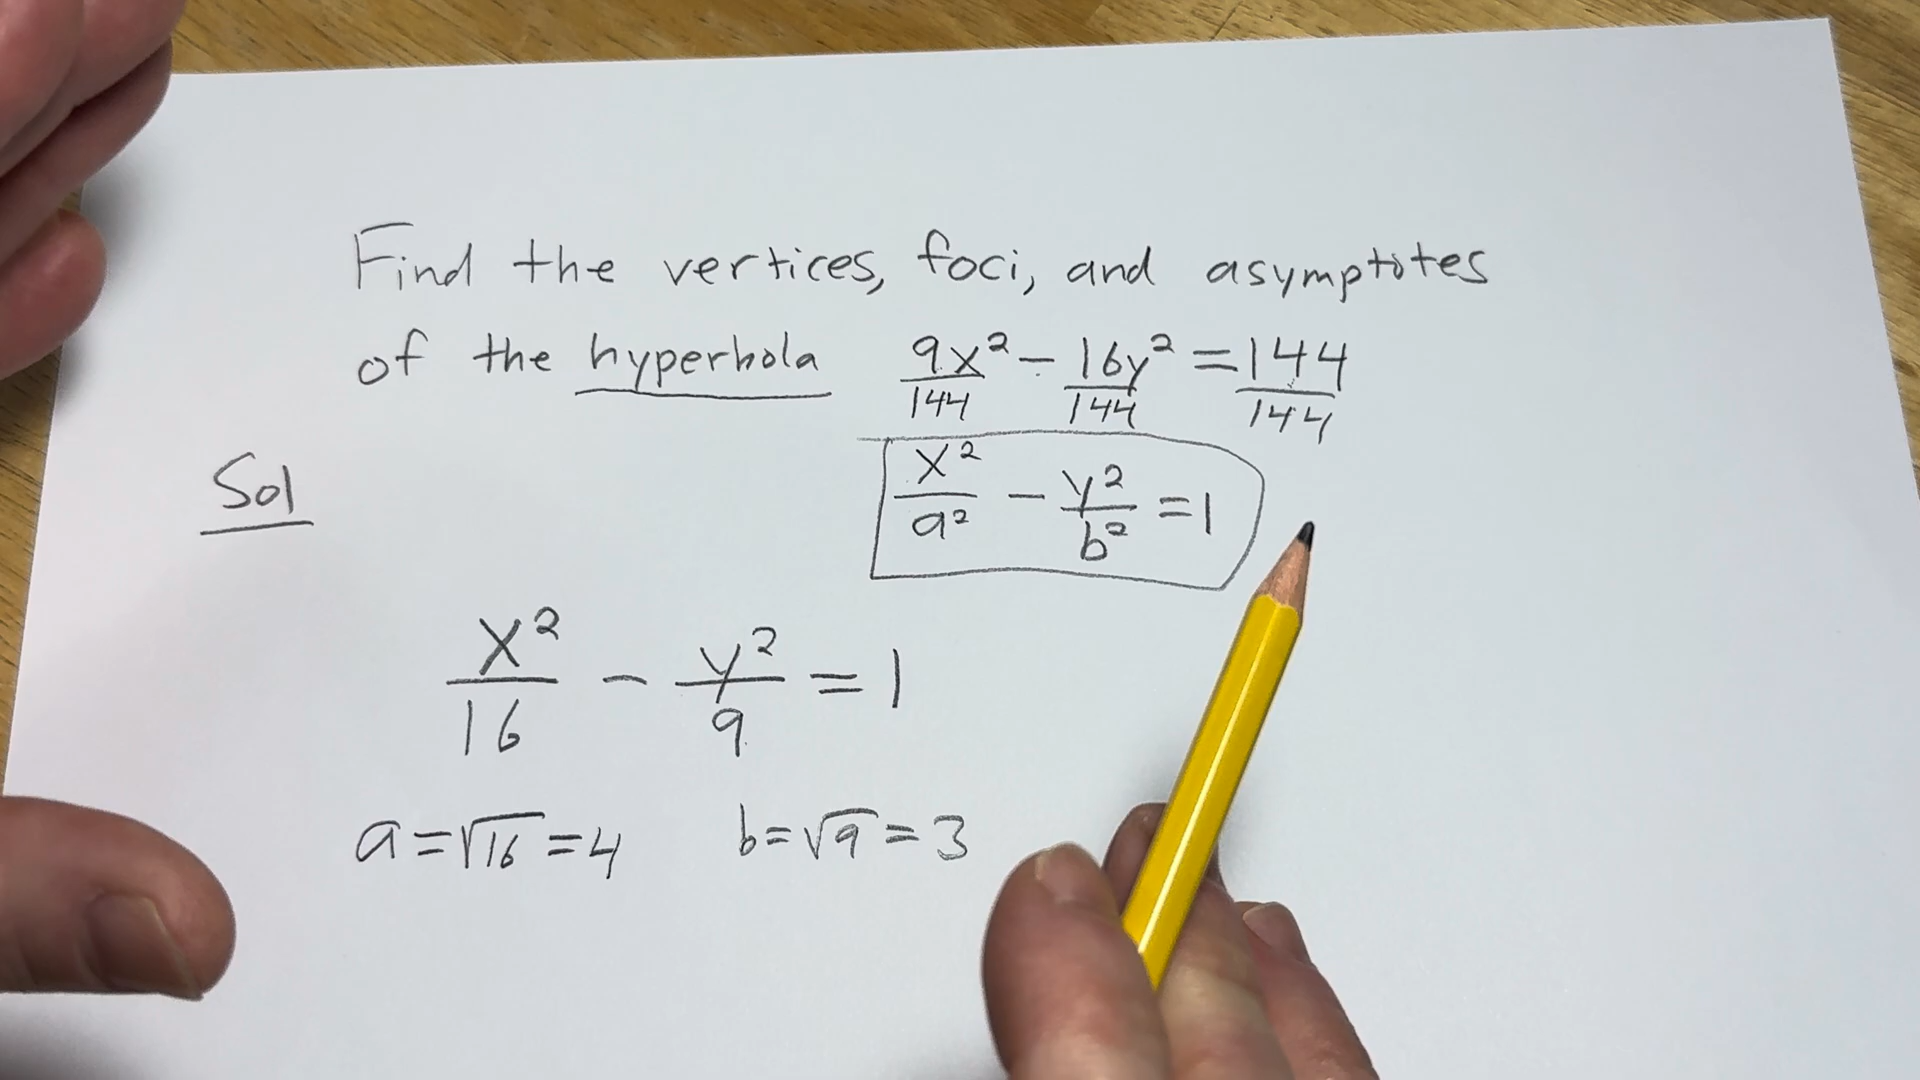 Find the vertices, foci, and asymptotes
of the hyperbola 9x²/144 - 16y²/144 = 144/144
Sol
x²/a² - y²/b² = 1
x²/16 - y²/9 = 1
a = √16 = 4 b = √9 = 3